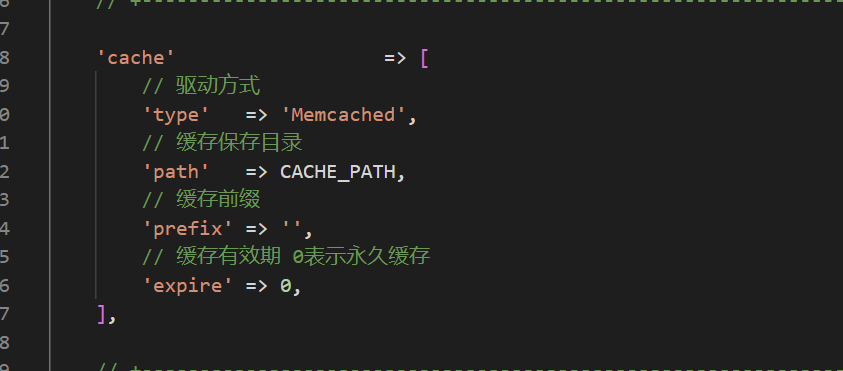 // +----------------------------------------------------------------------
7
8 'cache' => [
9 // 驱动方式
0 'type' => 'Memcached',
1 // 缓存保存目录
2 'path' => CACHE_PATH,
3 // 缓存前缀
4 'prefix' => '',
5 // 缓存有效期 0表示永久缓存
6 'expire' => 0,
7 ],
8
// +----------------------------------------------------------------------